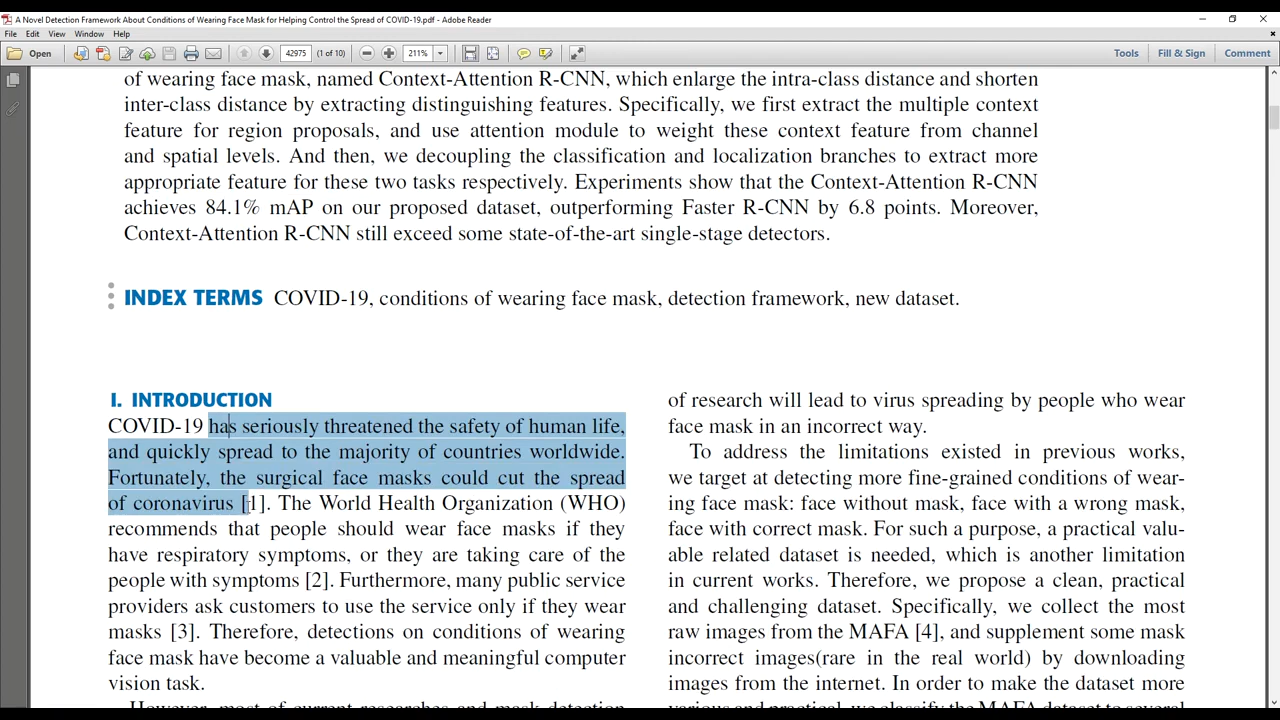 A Novel Detection Framework About Conditions of Wearing Face Mask for Helping Control the Spread of COVID-19.pdf - Adobe Reader
File Edit View Window Help
Open 42975 (1 of 10) 211% Tools Fill & Sign Comment
of wearing face mask, named Context-Attention R-CNN, which enlarge the intra-class distance and shorten
inter-class distance by extracting distinguishing features. Specifically, we first extract the multiple context
feature for region proposals, and use attention module to weight these context feature from channel
and spatial levels. And then, we decoupling the classification and localization branches to extract more
appropriate feature for these two tasks respectively. Experiments show that the Context-Attention R-CNN
achieves 84.1% mAP on our proposed dataset, outperforming Faster R-CNN by 6.8 points. Moreover,
Context-Attention R-CNN still exceed some state-of-the-art single-stage detectors.
INDEX TERMS COVID-19, conditions of wearing face mask, detection framework, new dataset.
I. INTRODUCTION
COVID-19 has seriously threatened the safety of human life,
and quickly spread to the majority of countries worldwide.
Fortunately, the surgical face masks could cut the spread
of coronavirus [1]. The World Health Organization (WHO)
recommends that people should wear face masks if they
have respiratory symptoms, or they are taking care of the
people with symptoms [2]. Furthermore, many public service
providers ask customers to use the service only if they wear
masks [3]. Therefore, detections on conditions of wearing
face mask have become a valuable and meaningful computer
vision task.
However, most of current researches and mask detection
of research will lead to virus spreading by people who wear
face mask in an incorrect way.
To address the limitations existed in previous works,
we target at detecting more fine-grained conditions of wear-
ing face mask: face without mask, face with a wrong mask,
face with correct mask. For such a purpose, a practical valu-
able related dataset is needed, which is another limitation
in current works. Therefore, we propose a clean, practical
and challenging dataset. Specifically, we collect the most
raw images from the MAFA [4], and supplement some mask
incorrect images(rare in the real world) by downloading
images from the internet. In order to make the dataset more
various and practical, we classify the MAFA dataset to several